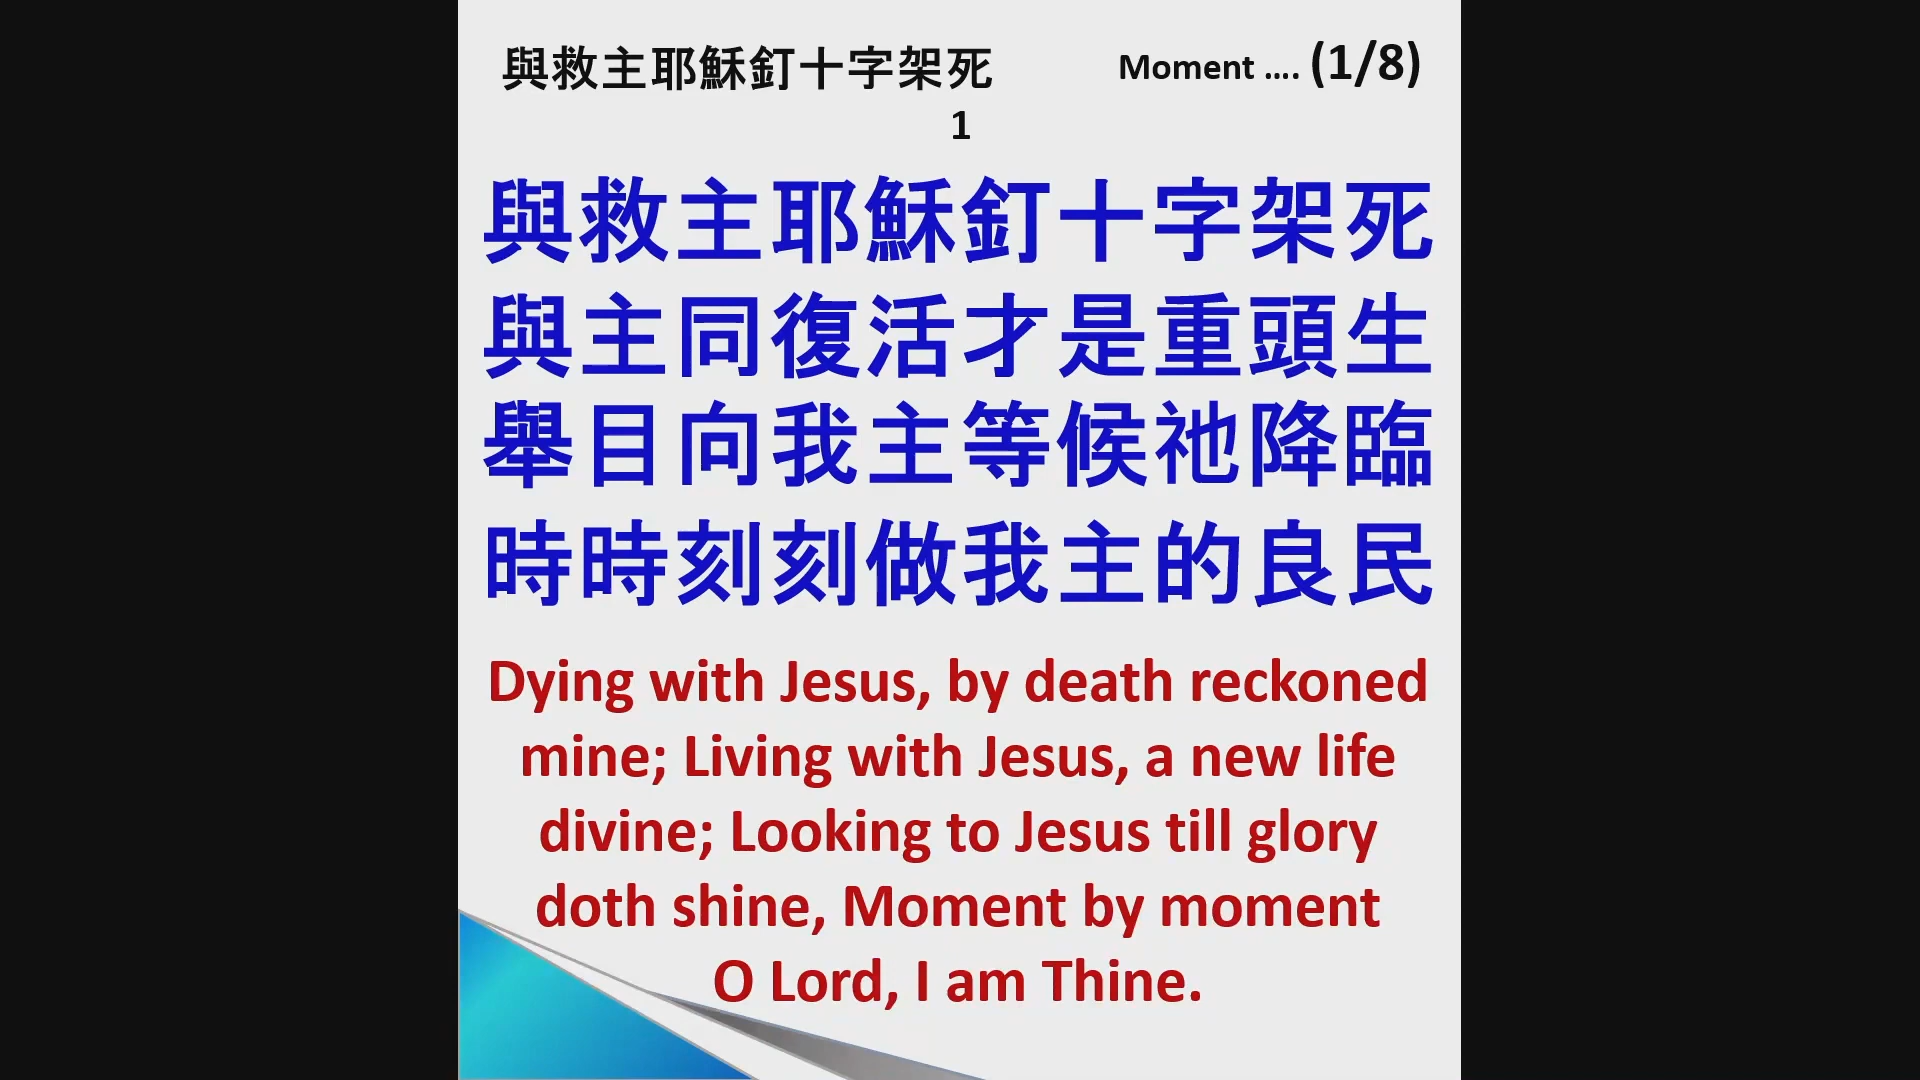 與救主耶穌釘十字架死 Moment .... (1/8)
1
與救主耶穌釘十字架死
與主同復活才是重頭生
舉目向我主等候祂降臨
時時刻刻做我主的良民
Dying with Jesus, by death reckoned
mine; Living with Jesus, a new life
divine; Looking to Jesus till glory
doth shine, Moment by moment
O Lord, I am Thine.